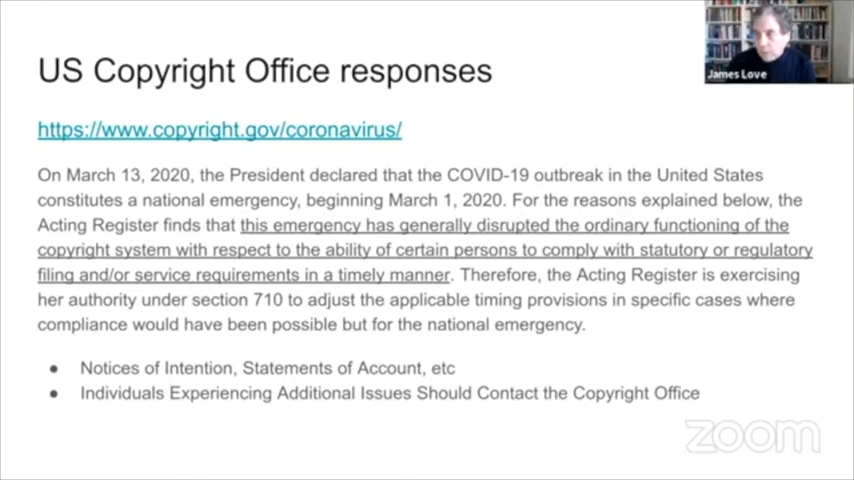 US Copyright Office responses
James Love
https://www.copyright.gov/coronavirus/
On March 13, 2020, the President declared that the COVID-19 outbreak in the United States
constitutes a national emergency, beginning March 1, 2020. For the reasons explained below, the
Acting Register finds that this emergency has generally disrupted the ordinary functioning of the
copyright system with respect to the ability of certain persons to comply with statutory or regulatory
filing and/or service requirements in a timely manner. Therefore, the Acting Register is exercising
her authority under section 710 to adjust the applicable timing provisions in specific cases where
compliance would have been possible but for the national emergency.
● Notices of Intention, Statements of Account, etc
● Individuals Experiencing Additional Issues Should Contact the Copyright Office
zoom